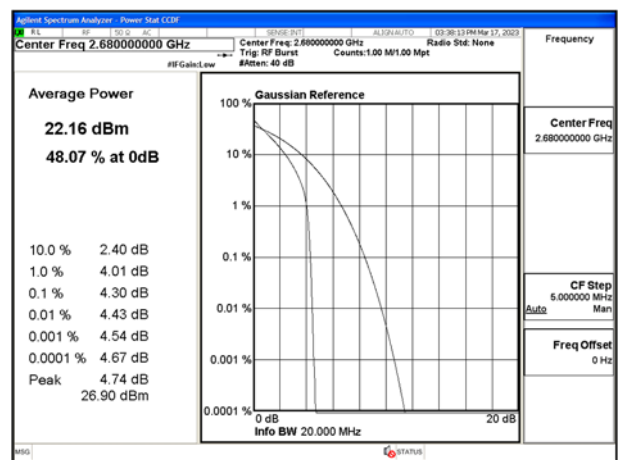 Agilent Spectrum Analyzer - Power Stat CCDF
RL RF 50 Ω AC SENSE:INT ALIGNAUTO 03:38:13 PM Mar 17, 2023
Center Freq 2.680000000 GHz
Center Freq: 2.680000000 GHz Radio Std: None
Trig: RF Burst Counts:1.00 M/1.00 Mpt
#IFGain:Low #Atten: 40 dB
Frequency
Average Power
22.16 dBm
48.07 % at 0dB
10.0 % 2.40 dB
1.0 % 4.01 dB
0.1 % 4.30 dB
0.01 % 4.43 dB
0.001 % 4.54 dB
0.0001 % 4.67 dB
Peak 4.74 dB
26.90 dBm
Gaussian Reference
100 %
10 %
1 %
0.1 %
0.01 %
0.001 %
0.0001 %
0 dB 20 dB
Info BW 20.000 MHz
Center Freq
2.680000000 GHz
CF Step
5.000000 MHz
Auto Man
Freq Offset
0 Hz
MSG STATUS